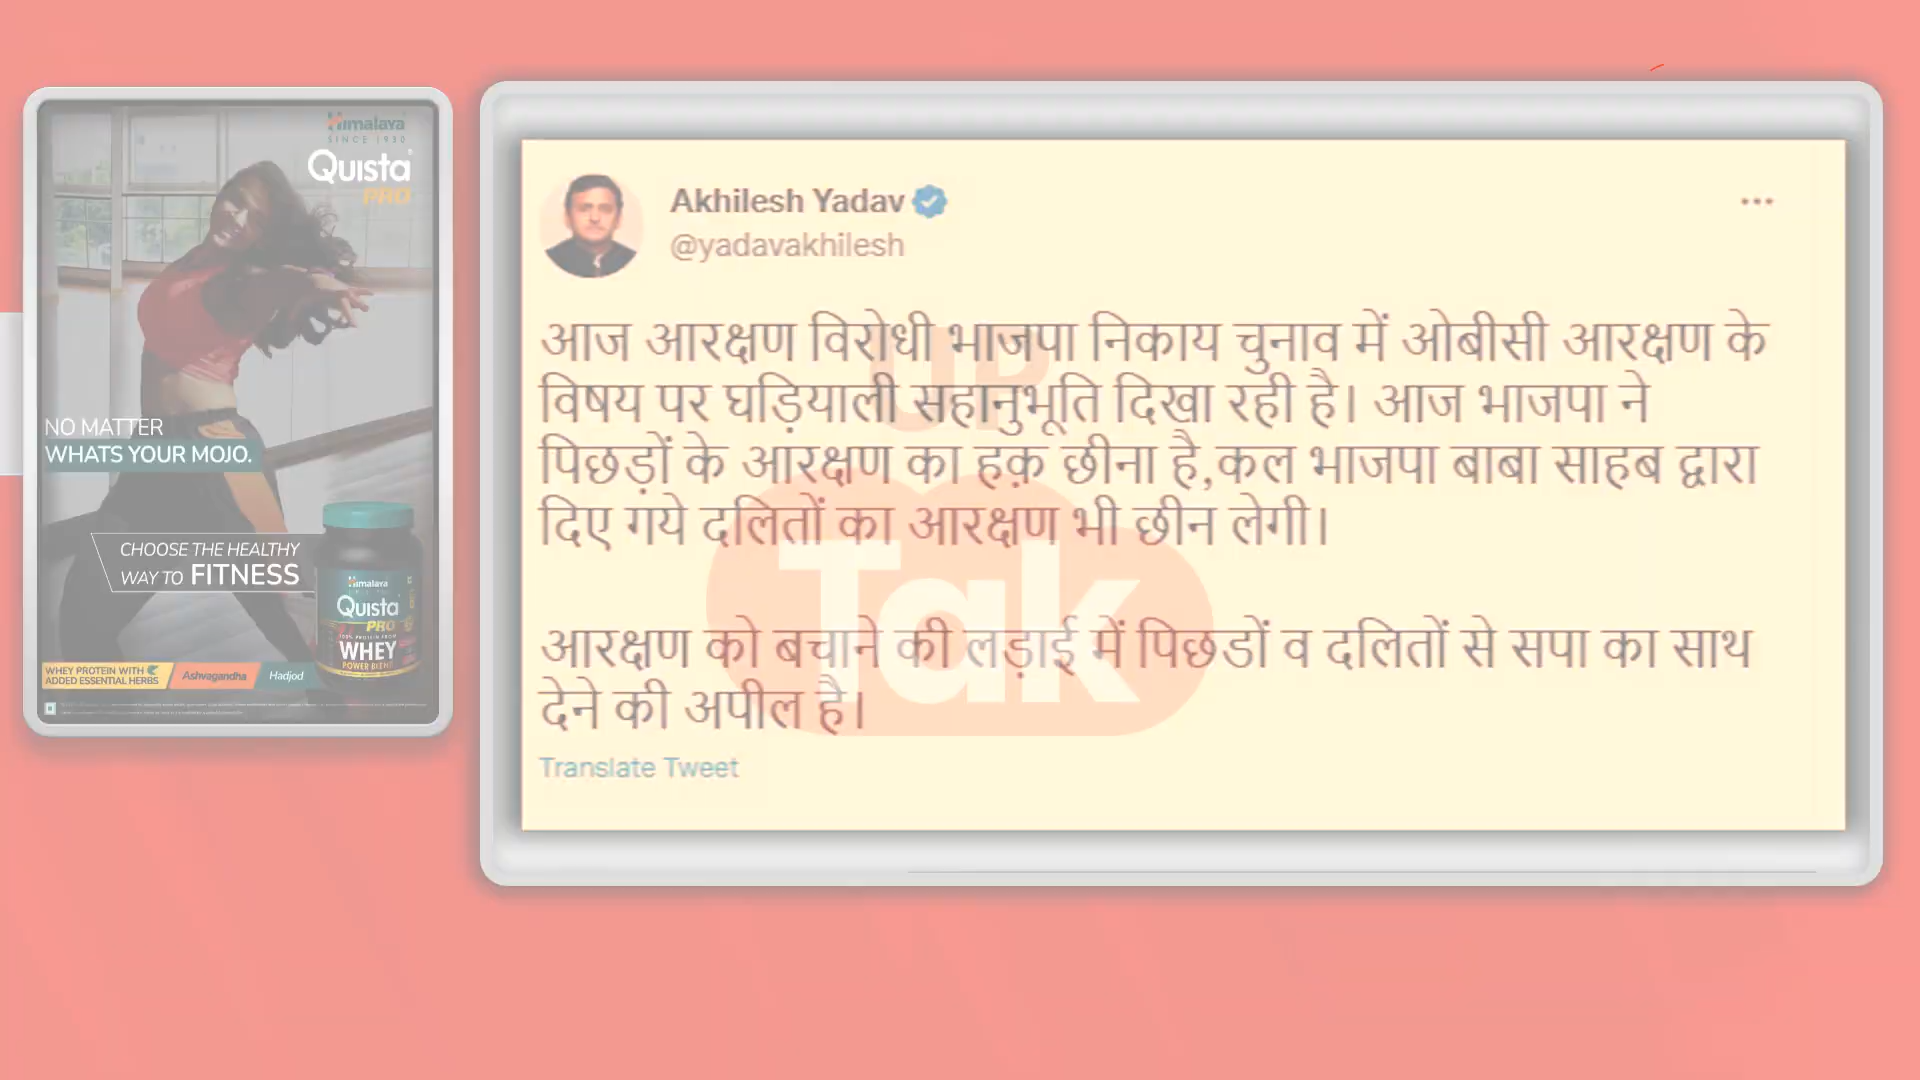 Himalaya
SINCE 1930
Quista
PRO
NO MATTER
WHATS YOUR MOJO.
CHOOSE THE HEALTHY
WAY TO FITNESS
Himalaya
Quista
PRO
WHEY
POWER BLEND
WHEY PROTEIN WITH
ADDED ESSENTIAL HERBS
Ashwagandha
Hadjod
Akhilesh Yadav
@yadavakhilesh
आज आरक्षण विरोधी भाजपा निकाय चुनाव में ओबीसी आरक्षण के
विषय पर घड़ियाली सहानुभूति दिखा रही है। आज भाजपा ने
पिछड़ों के आरक्षण का हक़ छीना है,कल भाजपा बाबा साहब द्वारा
दिए गये दलितों का आरक्षण भी छीन लेगी।
आरक्षण को बचाने की लड़ाई में पिछडों व दलितों से सपा का साथ
देने की अपील है।
Translate Tweet
UP
Tak